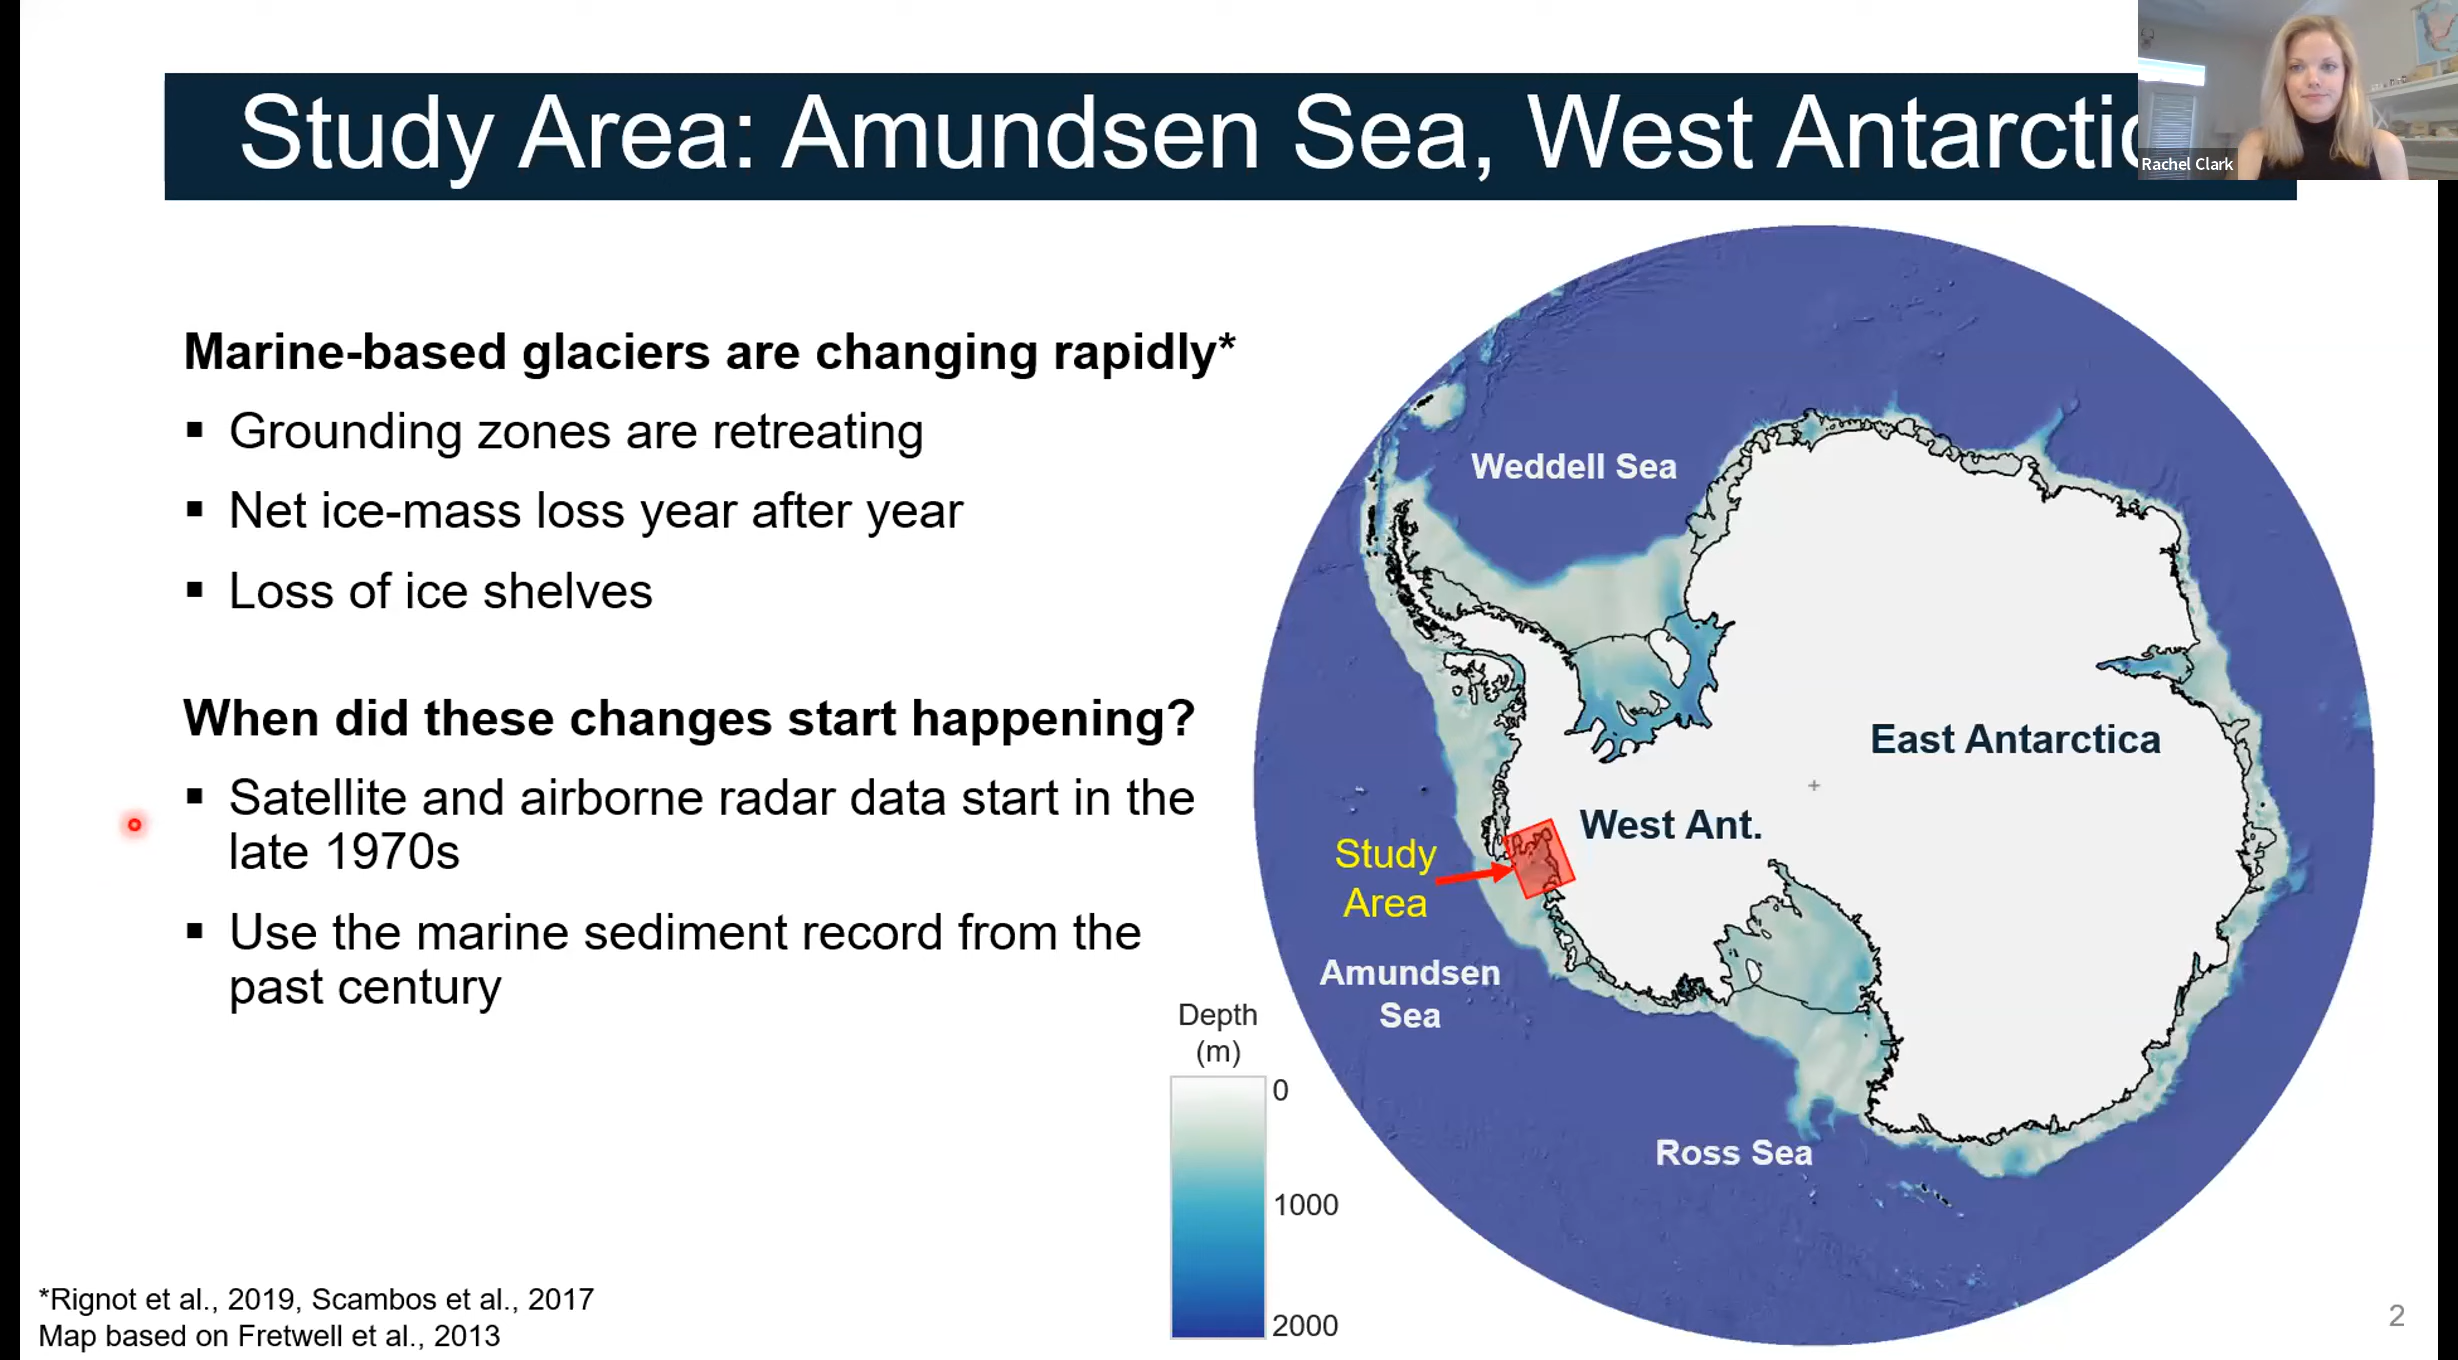 Study Area: Amundsen Sea, West Antarctic
Rachel Clark
Marine-based glaciers are changing rapidly*
▪ Grounding zones are retreating
▪ Net ice-mass loss year after year
▪ Loss of ice shelves
When did these changes start happening?
▪ Satellite and airborne radar data start in the
late 1970s
▪ Use the marine sediment record from the
past century
Weddell Sea
East Antarctica
West Ant.
Study
Area
Amundsen
Sea
Ross Sea
Depth
(m)
0
1000
2000
*Rignot et al., 2019, Scambos et al., 2017
Map based on Fretwell et al., 2013
2